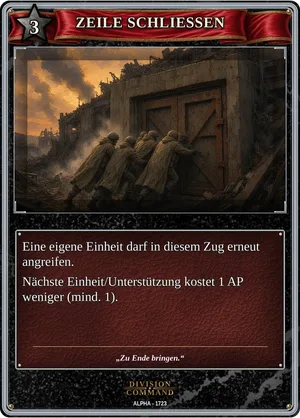 3
ZEILE SCHLIESSEN
Eine eigene Einheit darf in diesem Zug erneut
angreifen.
Nächste Einheit/Unterstützung kostet 1 AP
weniger (mind. 1).
„Zu Ende bringen.“
DIVISION
COMMAND
ALPHA - 1723